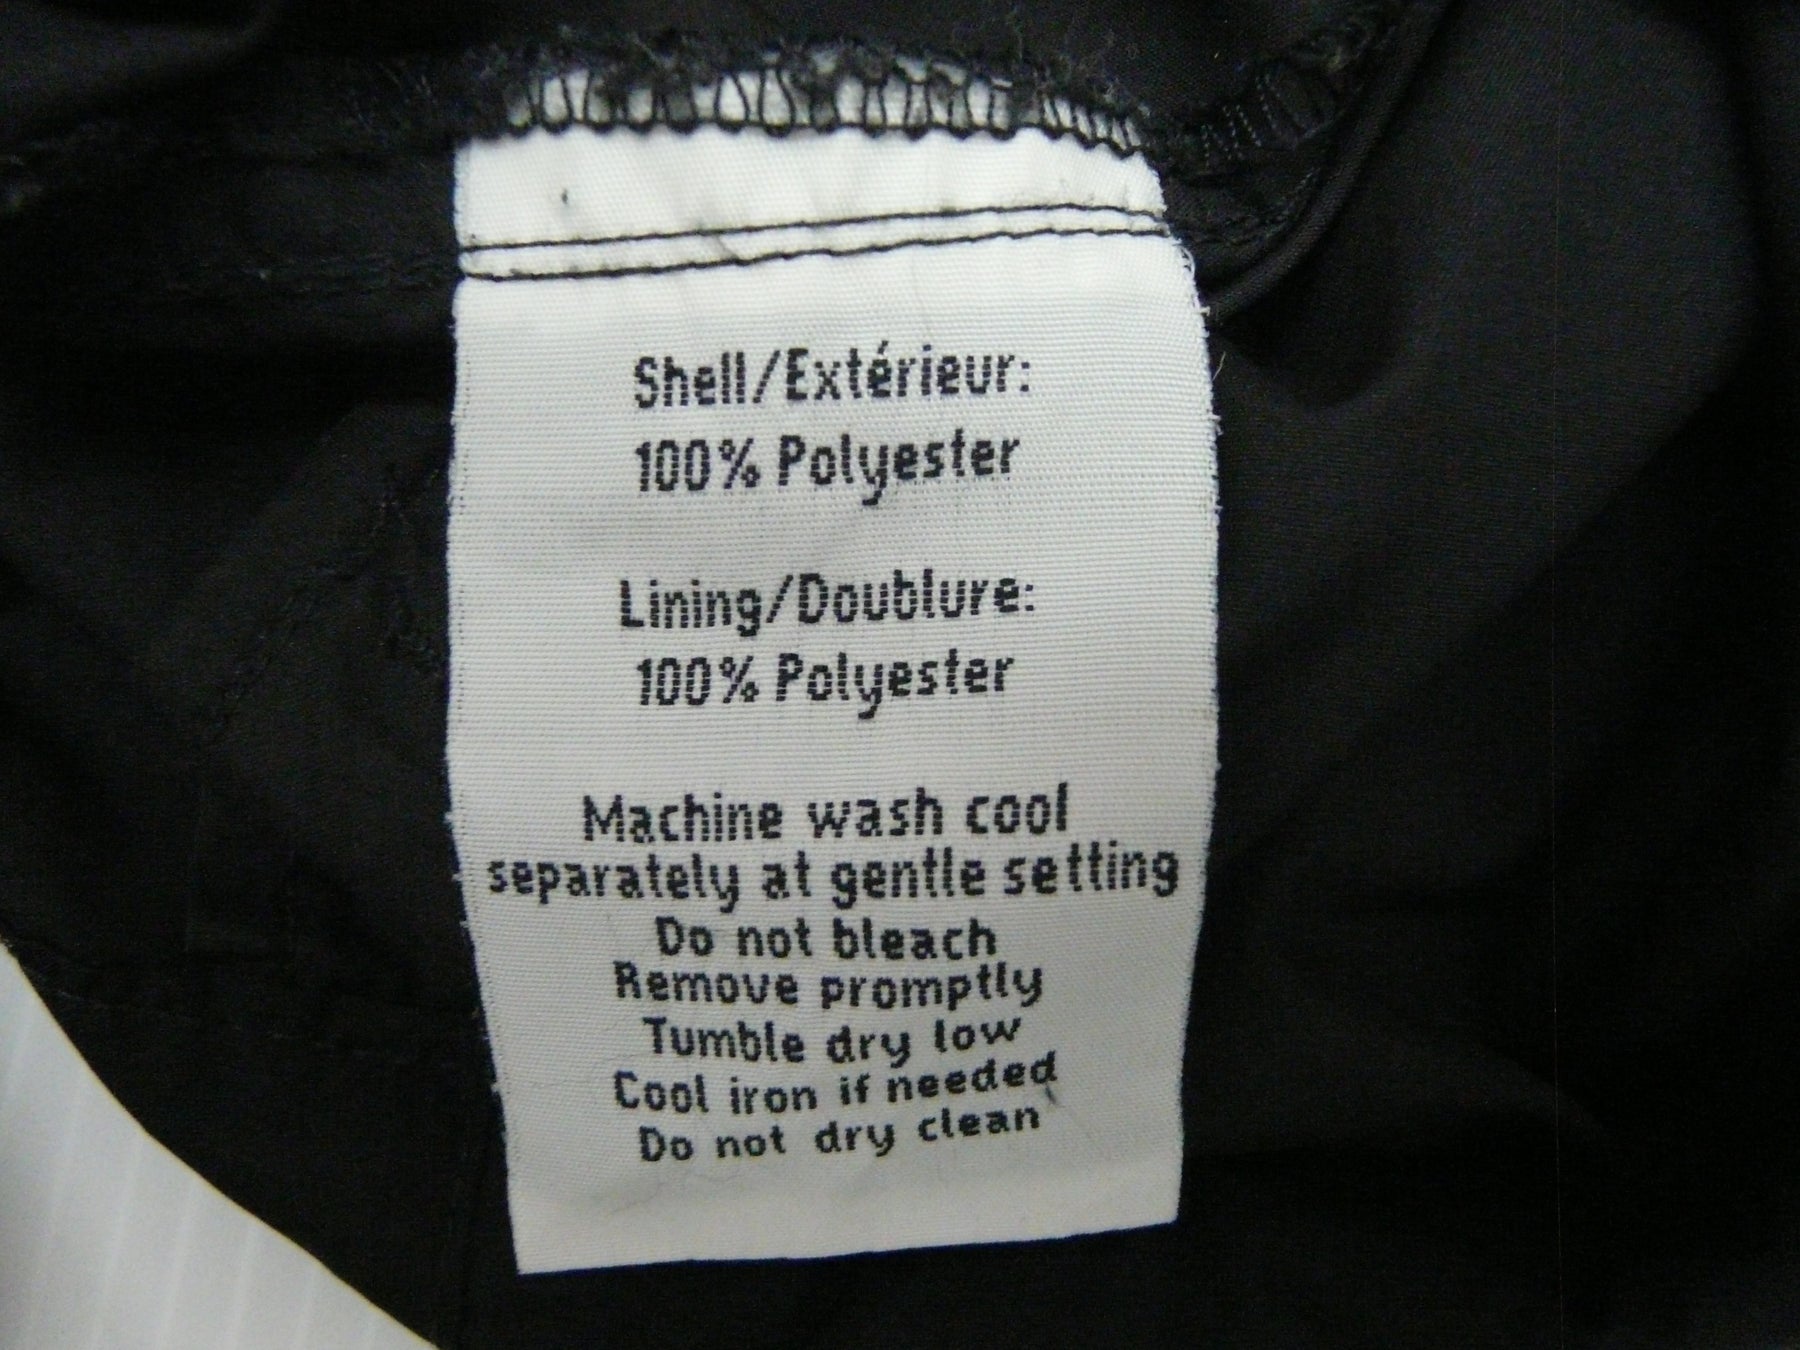 Shell/Extérieur:
100% Polyester
Lining/Doublure:
100% Polyester
Machine wash cool
separately at gentle setting
Do not bleach
Remove promptly
Tumble dry low
Cool iron if needed
Do not dry clean